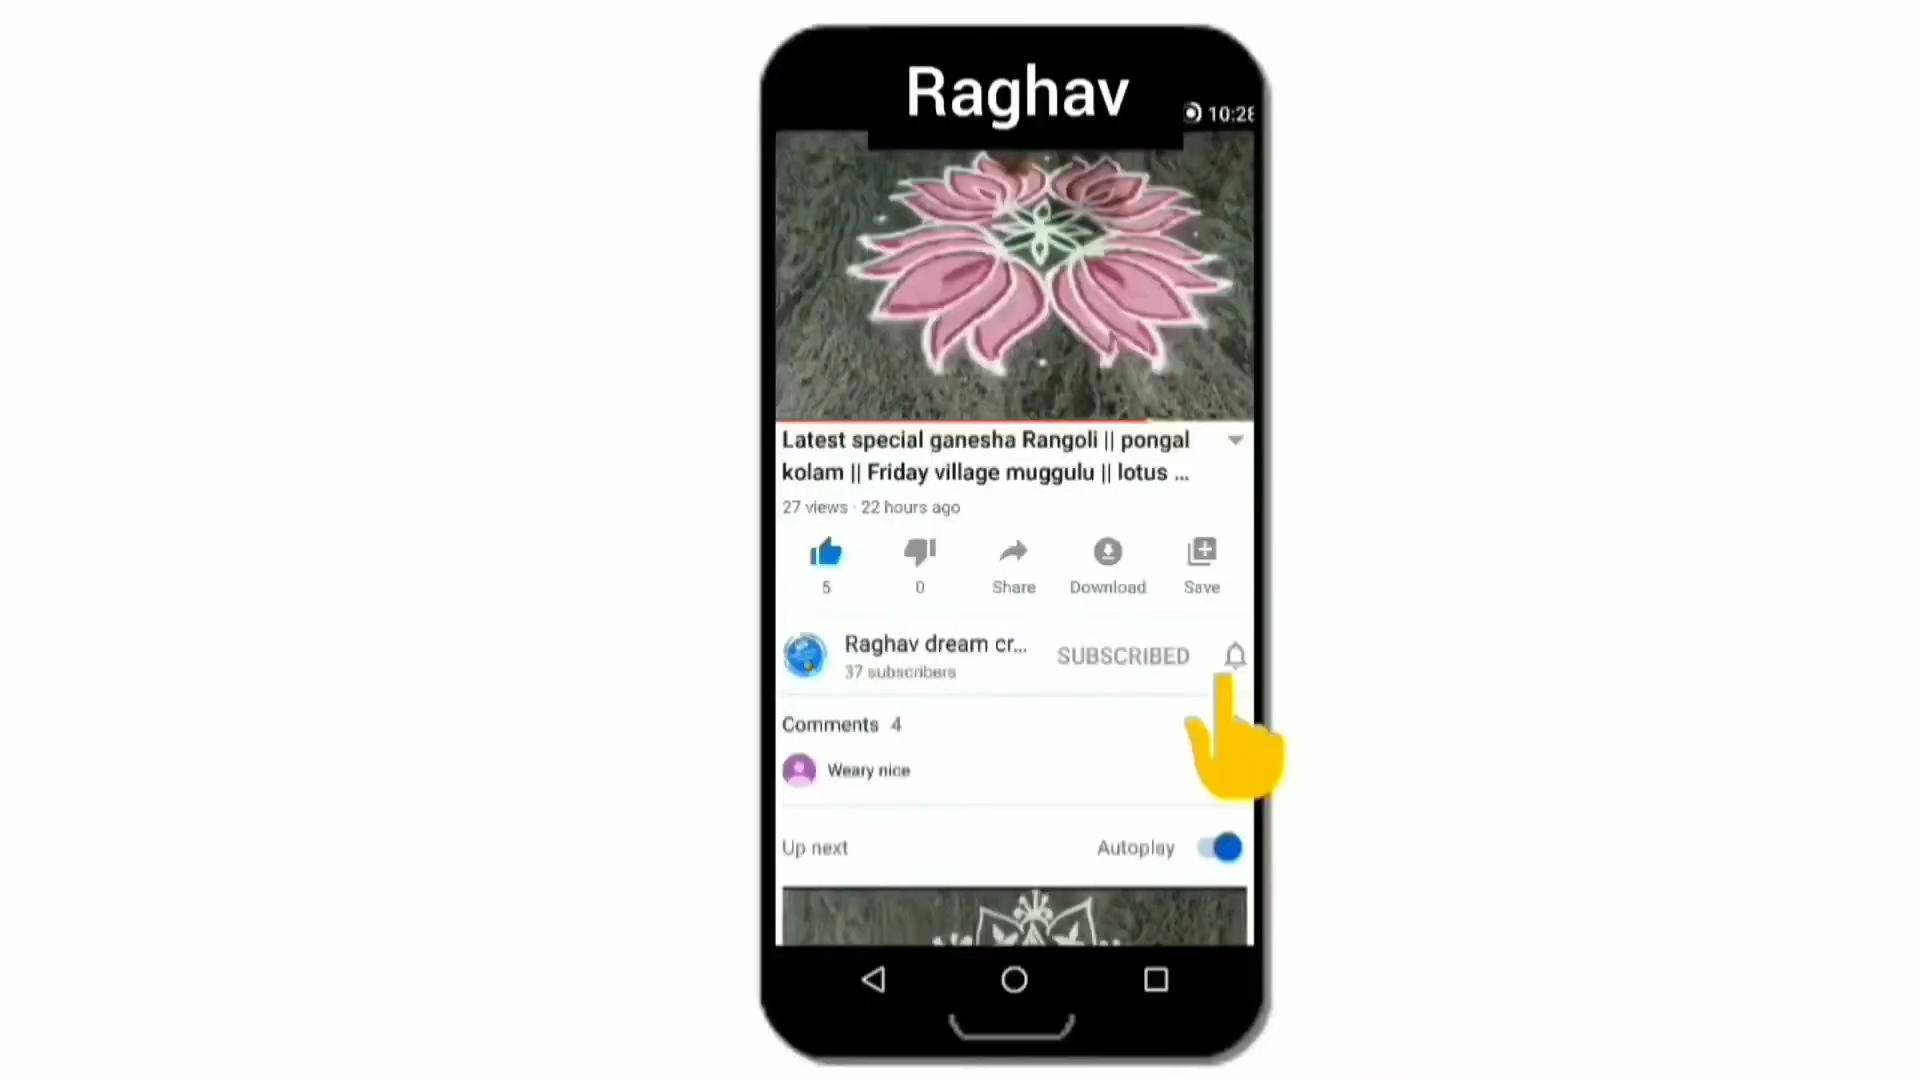 Raghav
10:28
Latest special ganesha Rangoli || pongal
kolam || Friday village muggulu || lotus ...
27 views · 22 hours ago
5
0
Share
Download
Save
Raghav dream cr...
37 subscribers
SUBSCRIBED
Comments 4
Weary nice
Up next
Autoplay